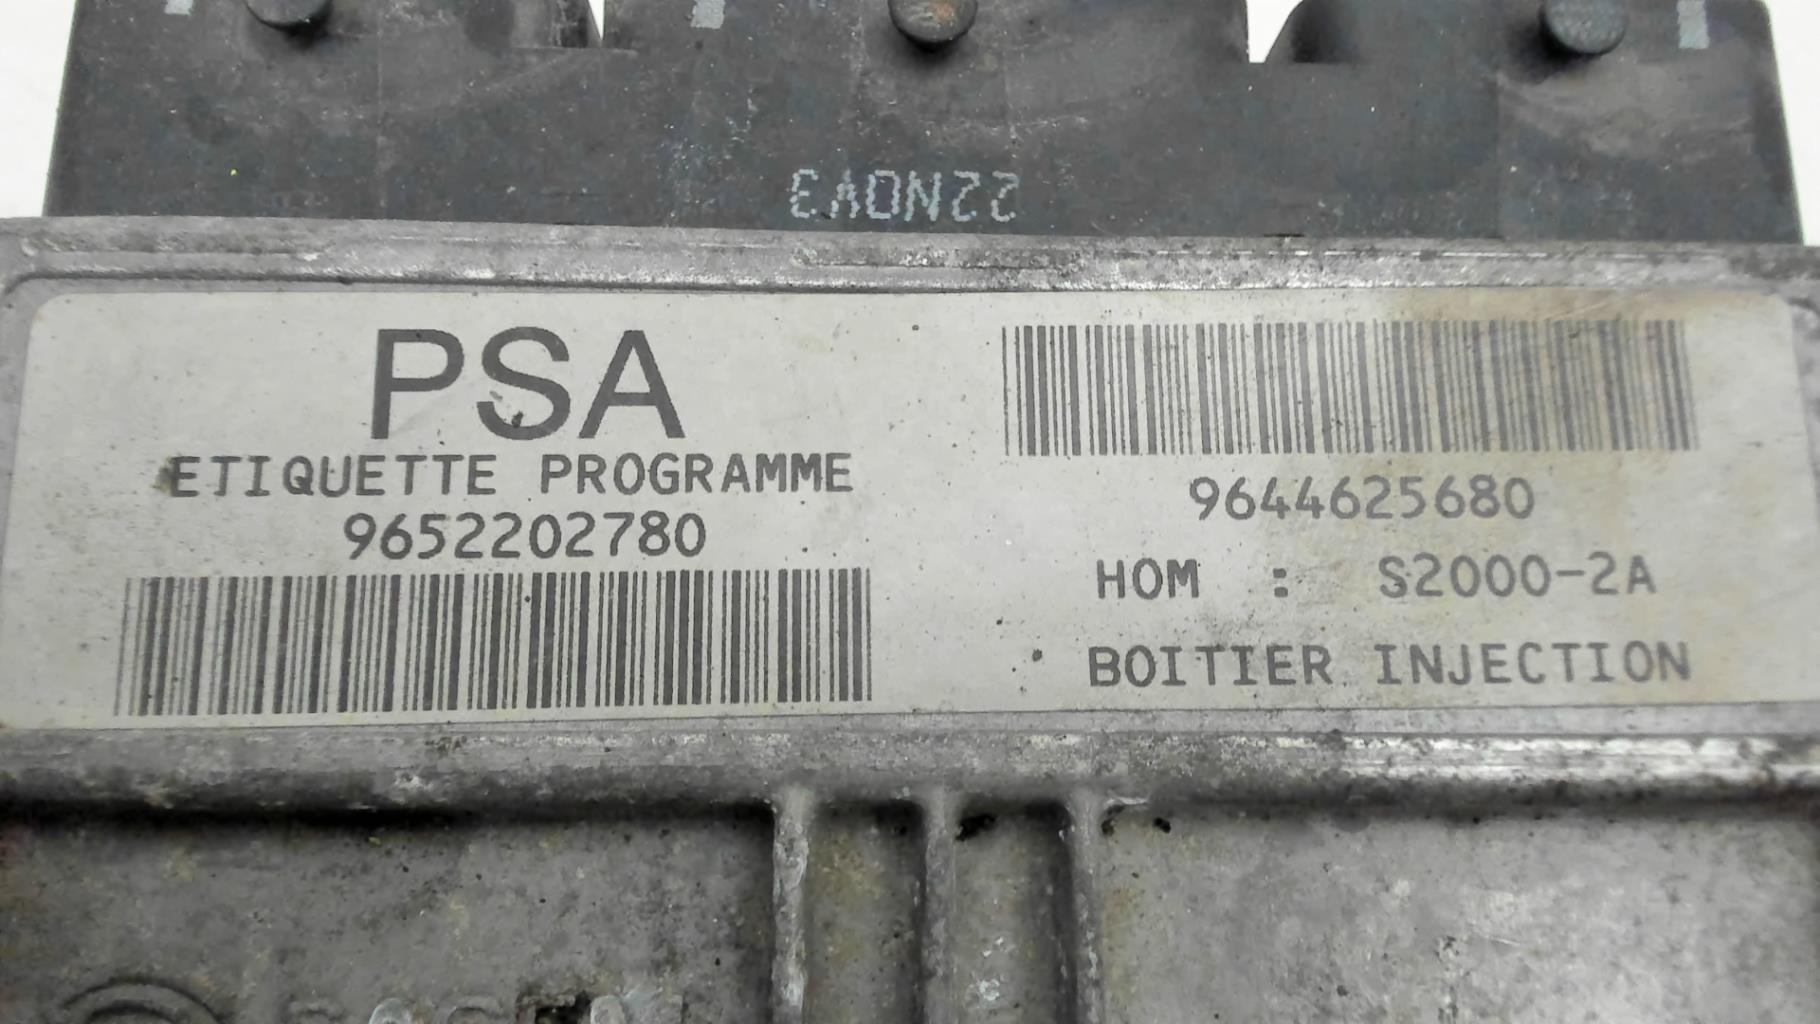 22NOV3
PSA
ETIQUETTE PROGRAMME
9652202780
9644625680
HOM : S2000-2A
BOITIER INJECTION